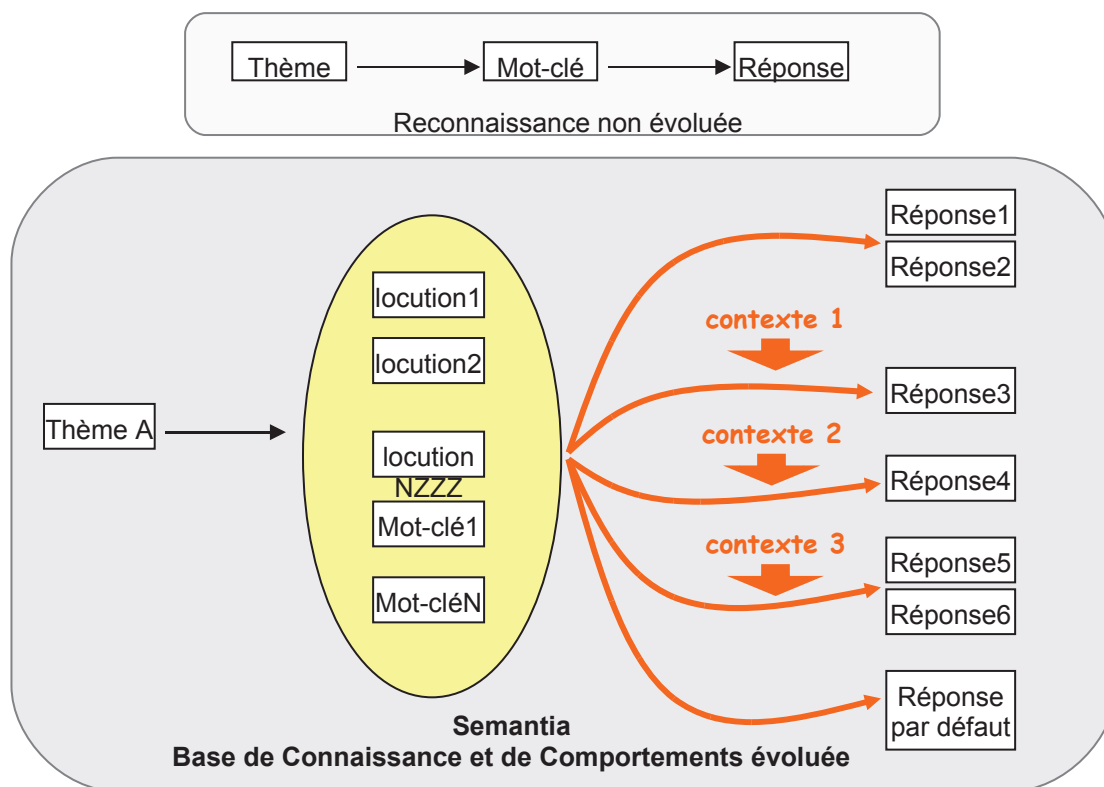 Thème
Mot-clé
Réponse
Reconnaissance non évoluée
Réponse1
Réponse2
locution1
contexte 1
locution2
Réponse3
Thème A
contexte 2
locution
NZZZ
Réponse4
Mot-clé1
contexte 3
Réponse5
Mot-cléN
Réponse6
Réponse
par défaut
Semantia
Base de Connaissance et de Comportements évoluée